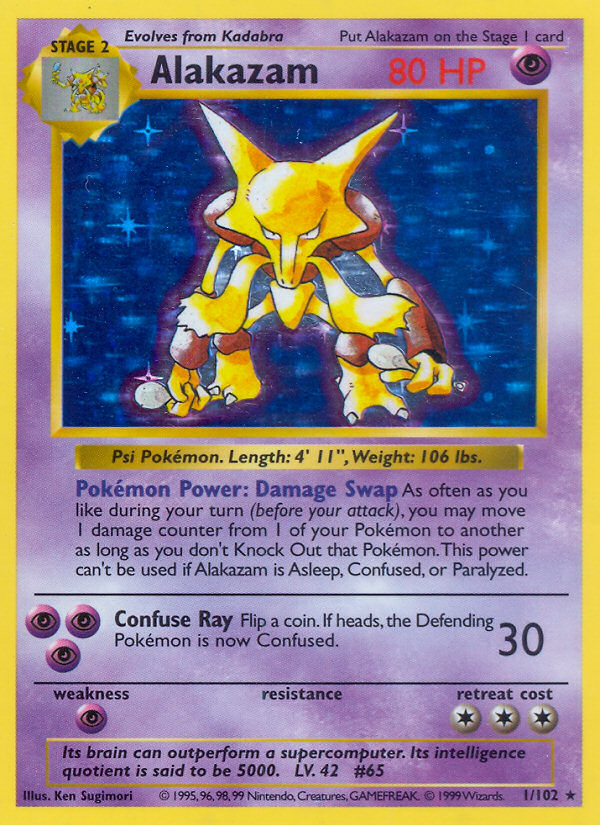 STAGE 2
Evolves from Kadabra
Put Alakazam on the Stage 1 card
Alakazam
80 HP
Psi Pokémon. Length: 4' 11", Weight: 106 lbs.
Pokémon Power: Damage Swap As often as you
like during your turn (before your attack), you may move
1 damage counter from 1 of your Pokémon to another
as long as you don't Knock Out that Pokémon. This power
can't be used if Alakazam is Asleep, Confused, or Paralyzed.
Confuse Ray Flip a coin. If heads, the Defending
Pokémon is now Confused.
30
weakness
resistance
retreat cost
Its brain can outperform a supercomputer. Its intelligence
quotient is said to be 5000. LV. 42 #65
Illus. Ken Sugimori
© 1995, 96, 98, 99 Nintendo, Creatures, GAMEFREAK. © 1999 Wizards.
1/102 ★